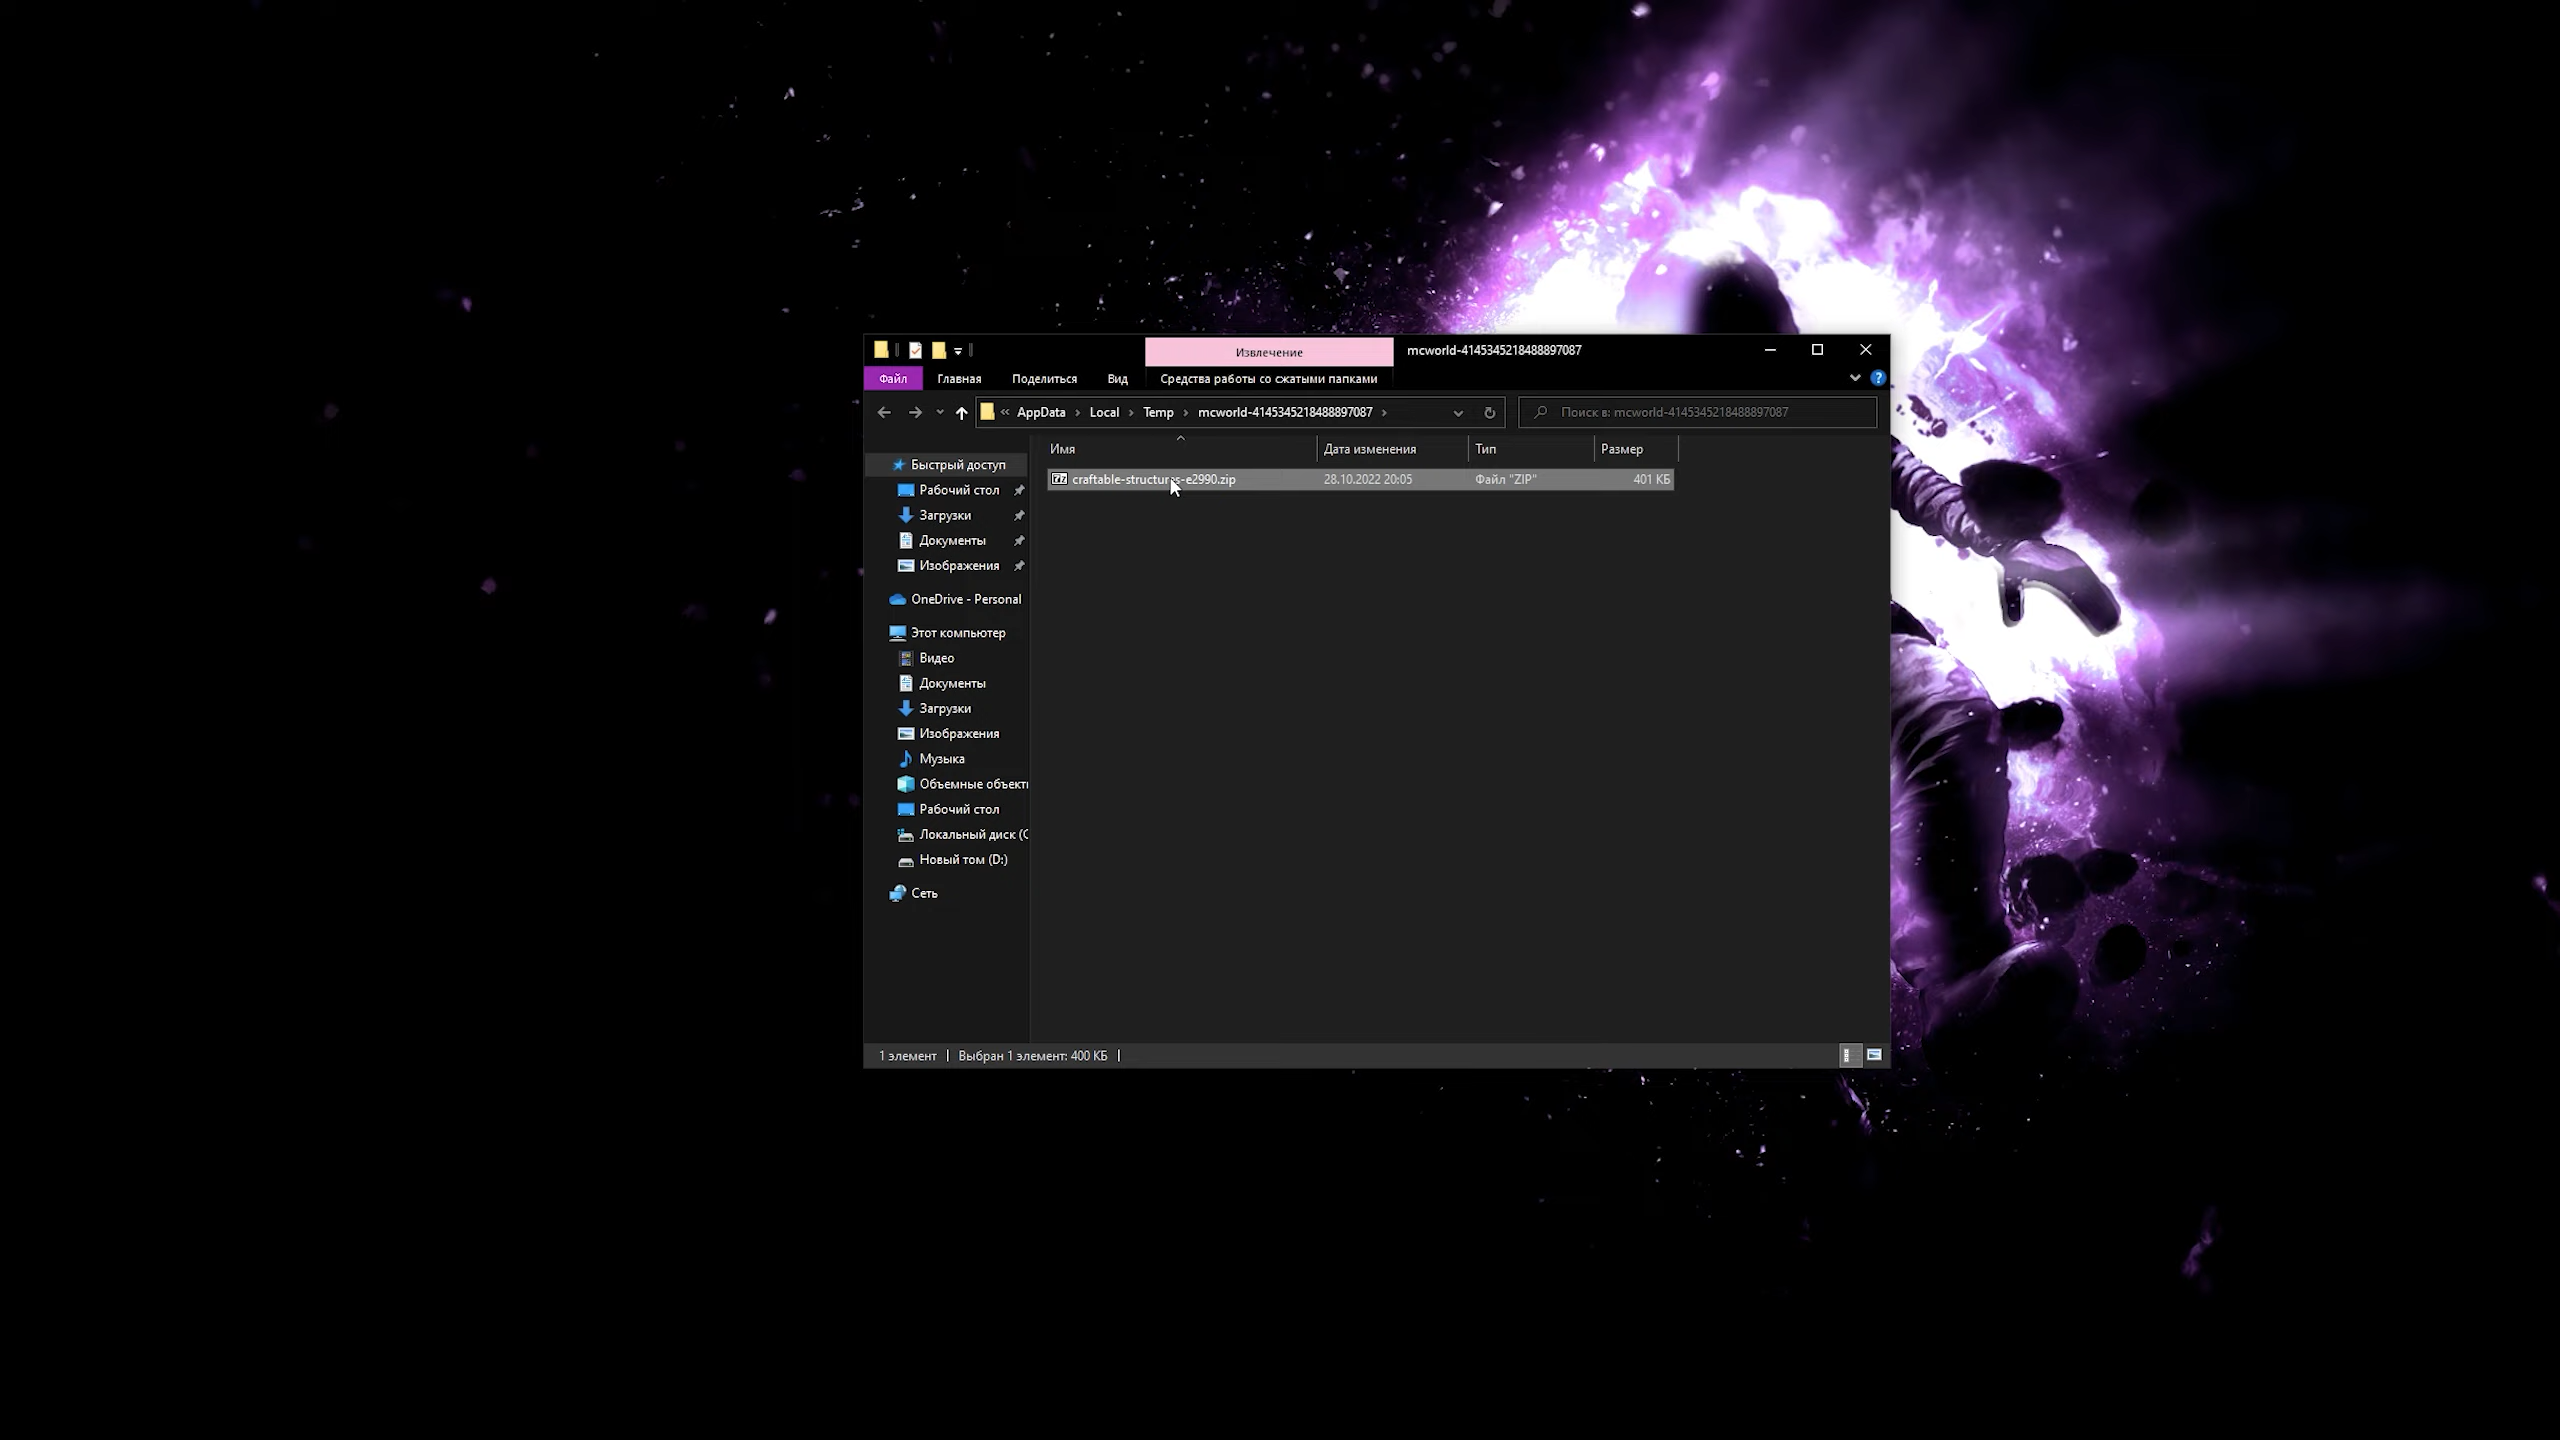 Извлечение
mcworld-4145345218488897087
Файл
Главная
Поделиться
Вид
Средства работы со сжатыми папками
?
« AppData › Local › Temp › mcworld-4145345218488897087 ›
Поиск в: mcworld-4145345218488897087
Имя
Дата изменения
Тип
Размер
craftable-structures-e2990.zip
28.10.2022 20:05
Файл "ZIP"
401 КБ
Быстрый доступ
Рабочий стол
Загрузки
Документы
Изображения
OneDrive - Personal
Этот компьютер
Видео
Документы
Загрузки
Изображения
Музыка
Объемные объекты
Рабочий стол
Локальный диск (C
Новый том (D:)
Сеть
1 элемент
Выбран 1 элемент: 400 КБ